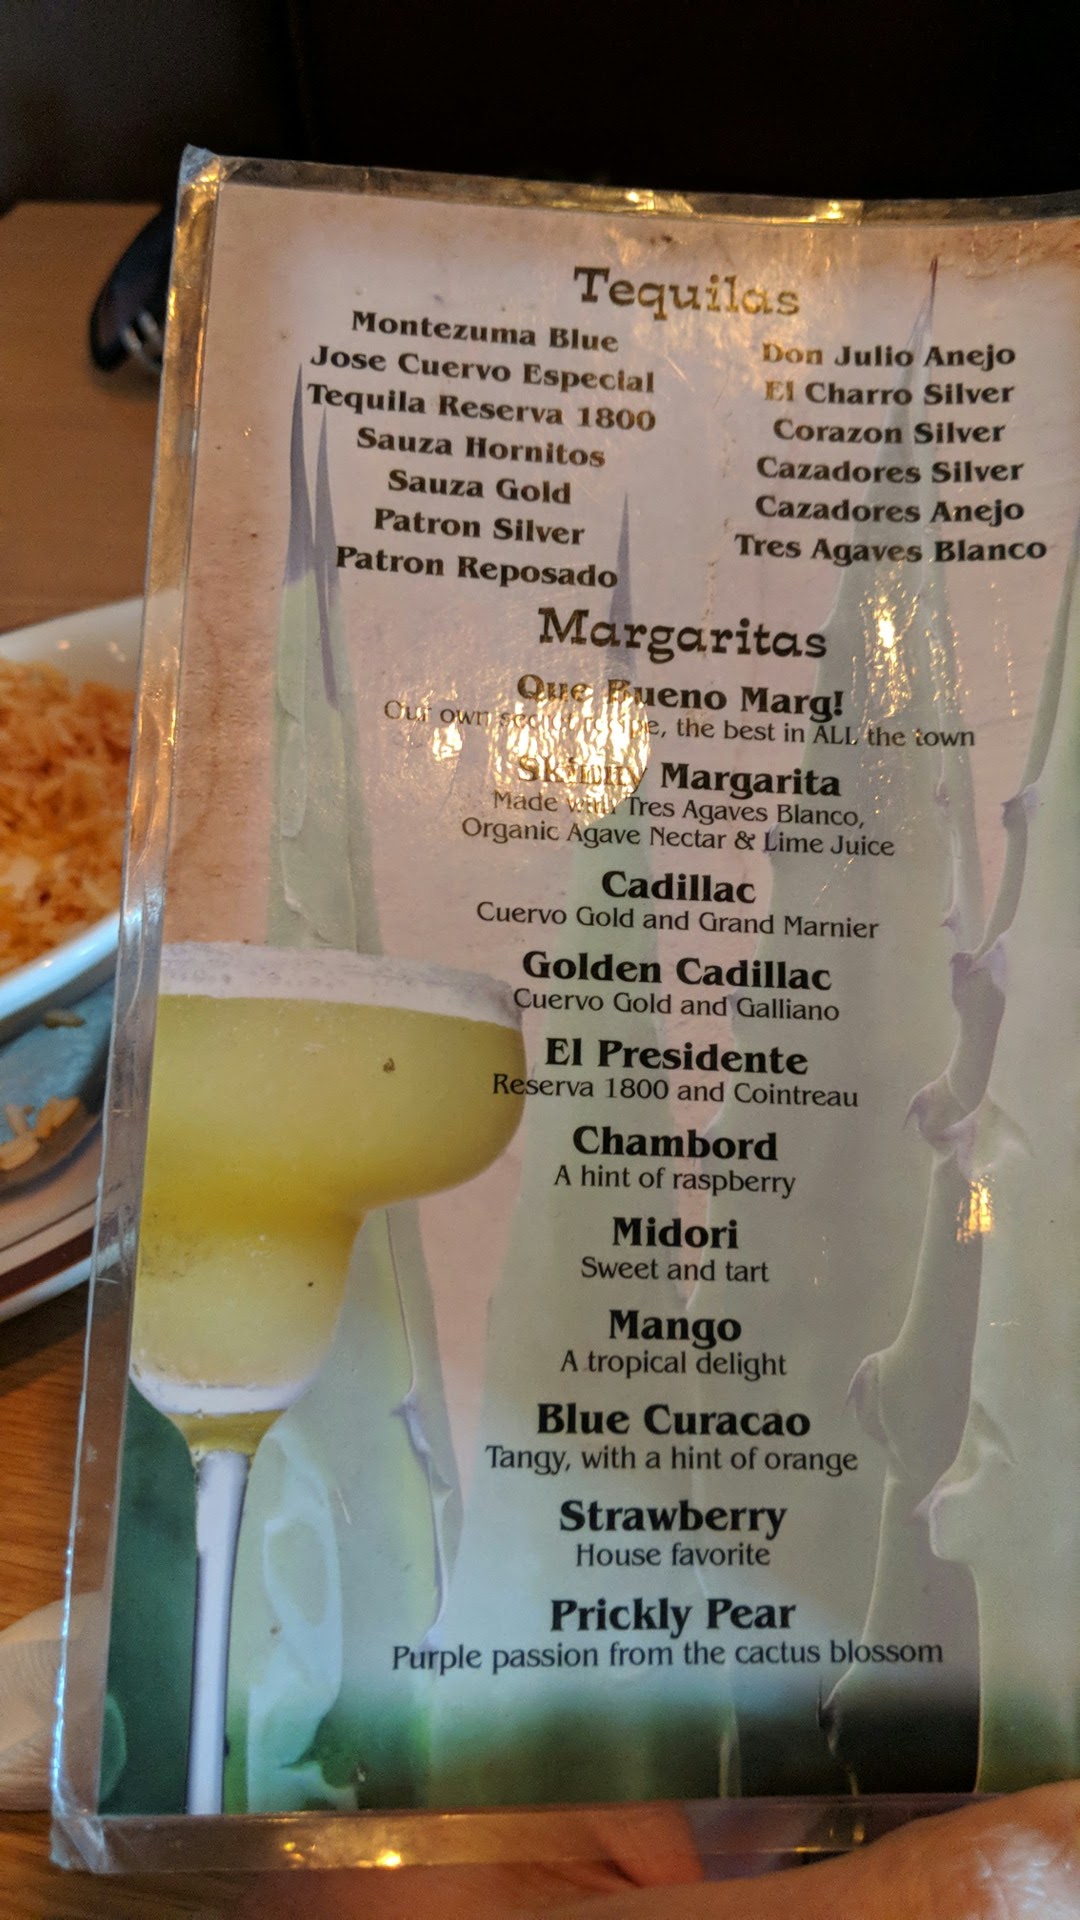 Tequilas
Montezuma Blue
Jose Cuervo Especial
Tequila Reserva 1800
Sauza Hornitos
Sauza Gold
Patron Silver
Patron Reposado
Don Julio Anejo
El Charro Silver
Corazon Silver
Cazadores Silver
Cazadores Anejo
Tres Agaves Blanco
Margaritas
Que Bueno Marg!
Our own secret recipe, the best in ALL the town
Skinny Margarita
Made with Tres Agaves Blanco,
Organic Agave Nectar & Lime Juice
Cadillac
Cuervo Gold and Grand Marnier
Golden Cadillac
Cuervo Gold and Galliano
El Presidente
Reserva 1800 and Cointreau
Chambord
A hint of raspberry
Midori
Sweet and tart
Mango
A tropical delight
Blue Curacao
Tangy, with a hint of orange
Strawberry
House favorite
Prickly Pear
Purple passion from the cactus blossom